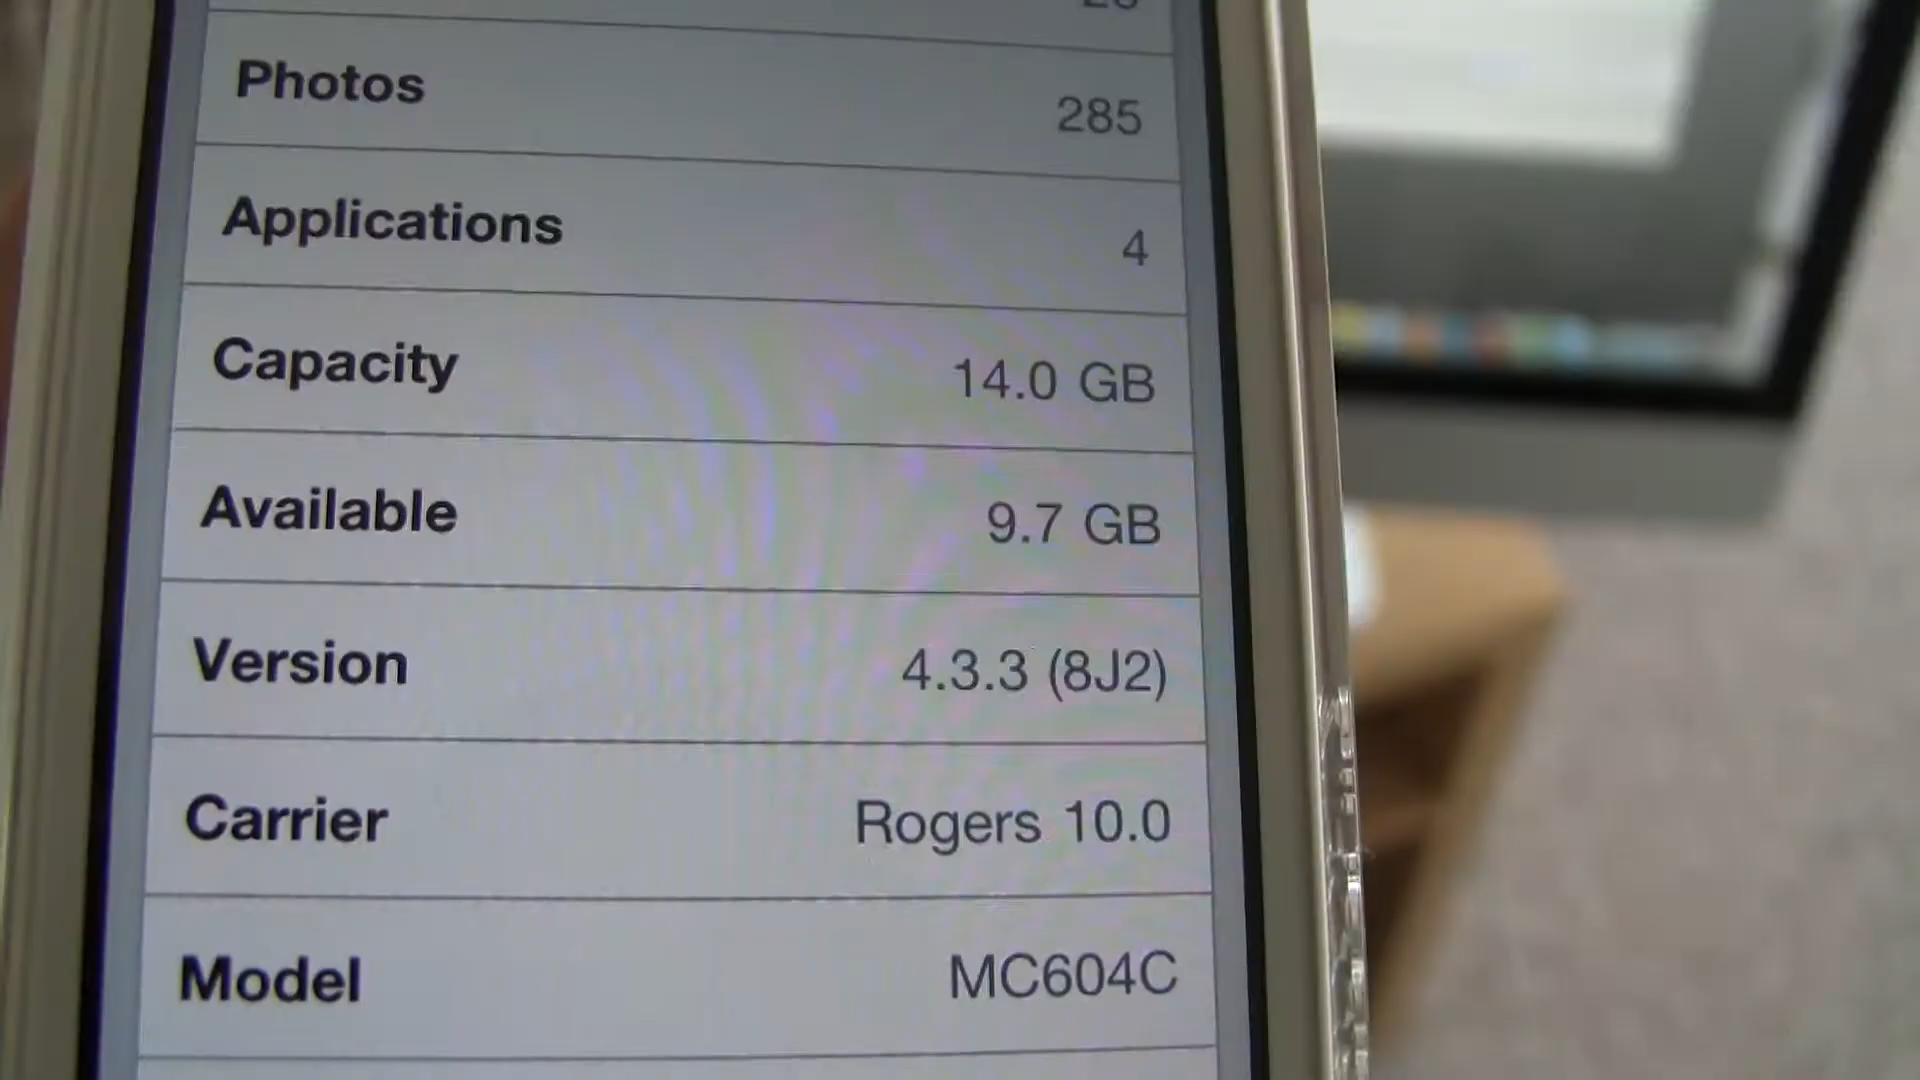 Photos 285
Applications 4
Capacity 14.0 GB
Available 9.7 GB
Version 4.3.3 (8J2)
Carrier Rogers 10.0
Model MC604C